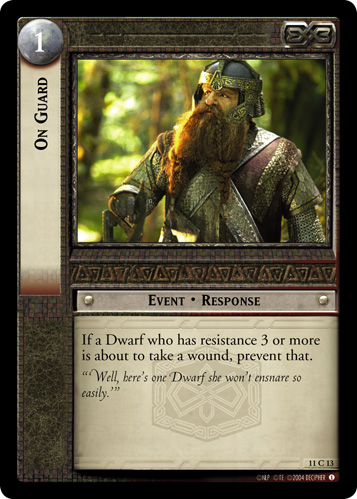 1
On Guard
Event • Response
If a Dwarf who has resistance 3 or more
is about to take a wound, prevent that.
"‘Well, here's one Dwarf she won't ensnare so
easily.'"
11 C 13
©NLP ©TE ©2004 DECIPHER 1